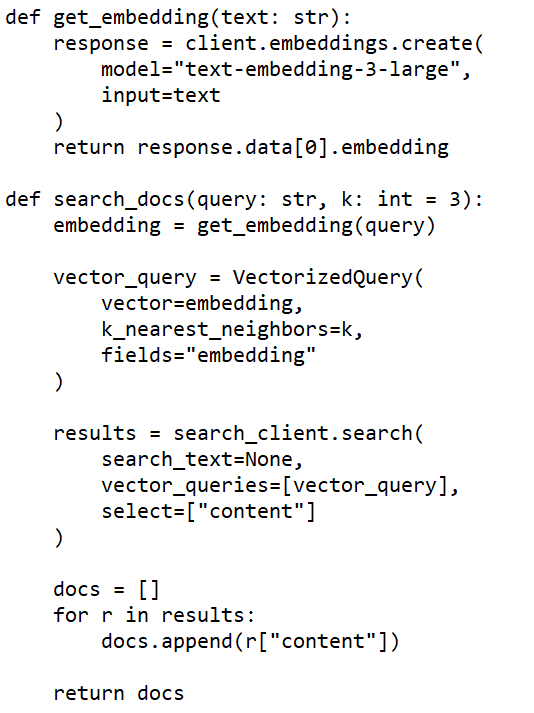 def get_embedding(text: str):
    response = client.embeddings.create(
        model="text-embedding-3-large",
        input=text
    )
    return response.data[0].embedding

def search_docs(query: str, k: int = 3):
    embedding = get_embedding(query)

    vector_query = VectorizedQuery(
        vector=embedding,
        k_nearest_neighbors=k,
        fields="embedding"
    )

    results = search_client.search(
        search_text=None,
        vector_queries=[vector_query],
        select=["content"]
    )

    docs = []
    for r in results:
        docs.append(r["content"])

    return docs